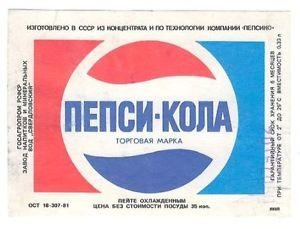 ИЗГОТОВЛЕНО В СССР ИЗ КОНЦЕНТРАТА И ПО ТЕХНОЛОГИИ КОМПАНИИ "ПЕПСИКО"
ГОСАГРОПРОМ РСФСР
ЗАВОД НАПИТКОВ И МИНЕРАЛЬНЫХ
ВОД „СВЕРДЛОВСКИЙ"
ПЕПСИ-КОЛА
ТОРГОВАЯ МАРКА
ГАРАНТИЙНЫЙ СРОК ХРАНЕНИЯ 6 МЕСЯЦЕВ
ПРИ ТЕМПЕРАТУРЕ ОТ 2° ДО 25°С ВМЕСТИМОСТЬ 0,33 л
ПЕЙТЕ ОХЛАЖДЕННЫМ
ОСТ 18-307-81
ЦЕНА БЕЗ СТОИМОСТИ ПОСУДЫ 35 коп.